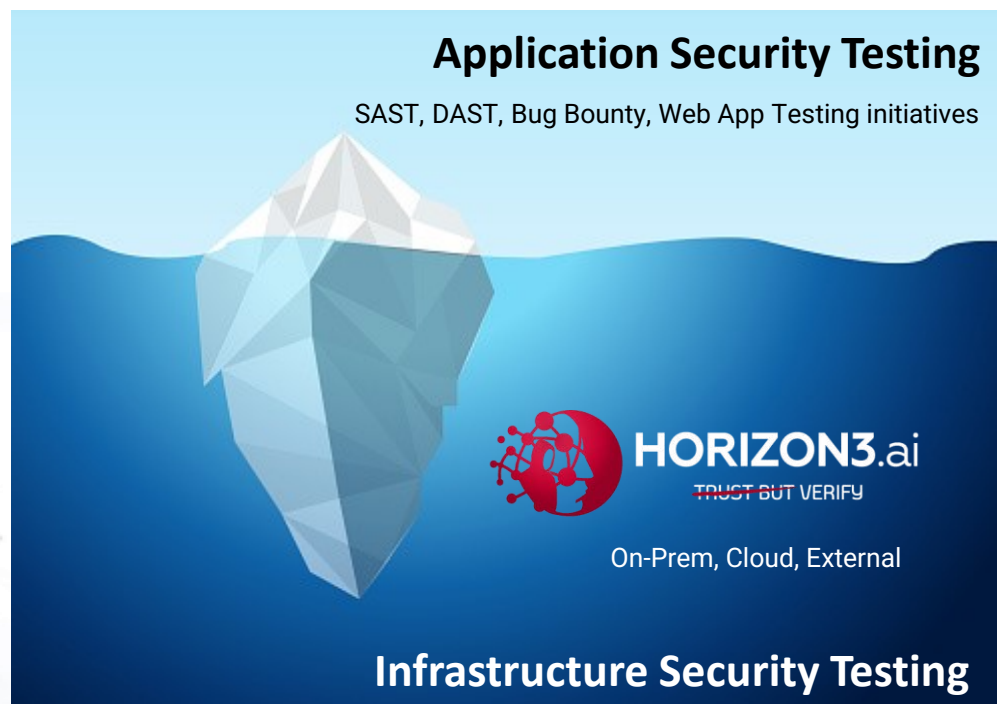 Application Security Testing
SAST, DAST, Bug Bounty, Web App Testing initiatives
HORIZON3.ai
TRUST BUT VERIFY
On-Prem, Cloud, External
Infrastructure Security Testing